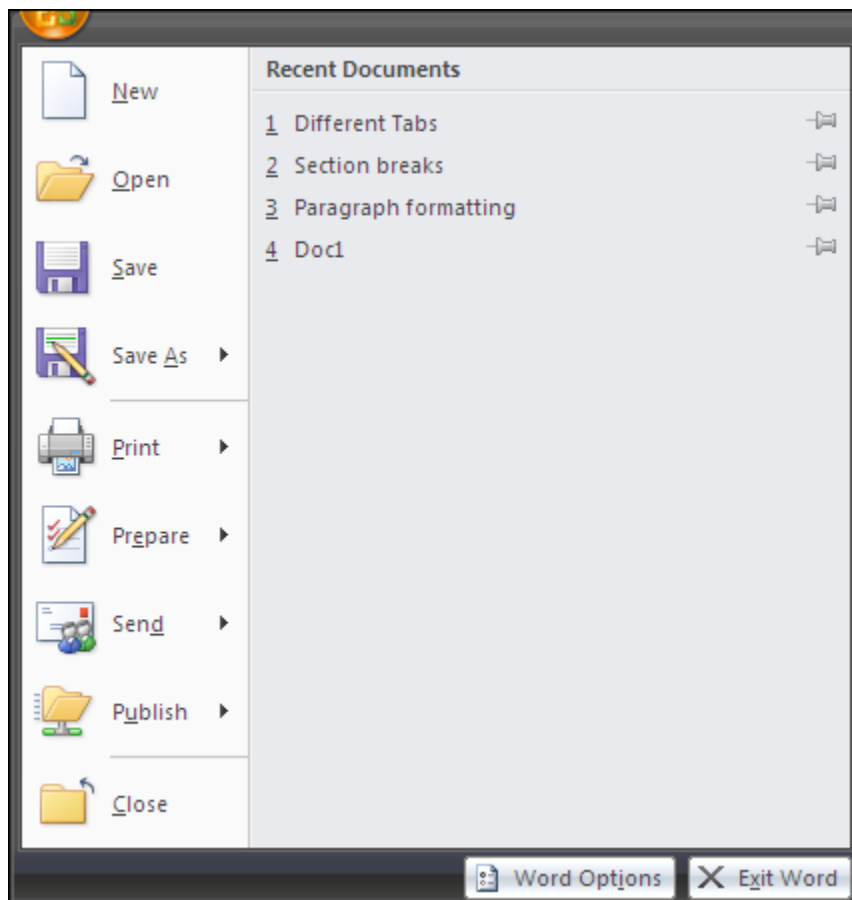 New
Open
Save
Save As
Print
Prepare
Send
Publish
Close
Recent Documents
1 Different Tabs
2 Section breaks
3 Paragraph formatting
4 Doc1
Word Options
Exit Word